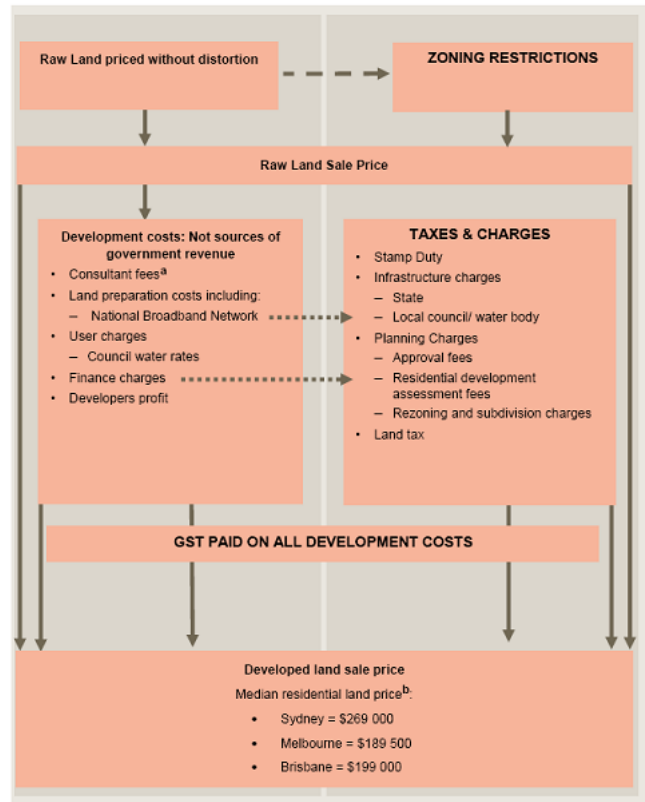 Raw Land priced without distortion
ZONING RESTRICTIONS
Raw Land Sale Price
Development costs: Not sources of
government revenue
• Consultant feesᵃ
• Land preparation costs including:
– National Broadband Network
• User charges
– Council water rates
• Finance charges
• Developers profit
TAXES & CHARGES
• Stamp Duty
• Infrastructure charges
– State
– Local council/ water body
• Planning Charges
– Approval fees
– Residential development
assessment fees
– Rezoning and subdivision charges
• Land tax
GST PAID ON ALL DEVELOPMENT COSTS
Developed land sale price
Median residential land priceᵇ:
• Sydney = $269 000
• Melbourne = $189 500
• Brisbane = $199 000